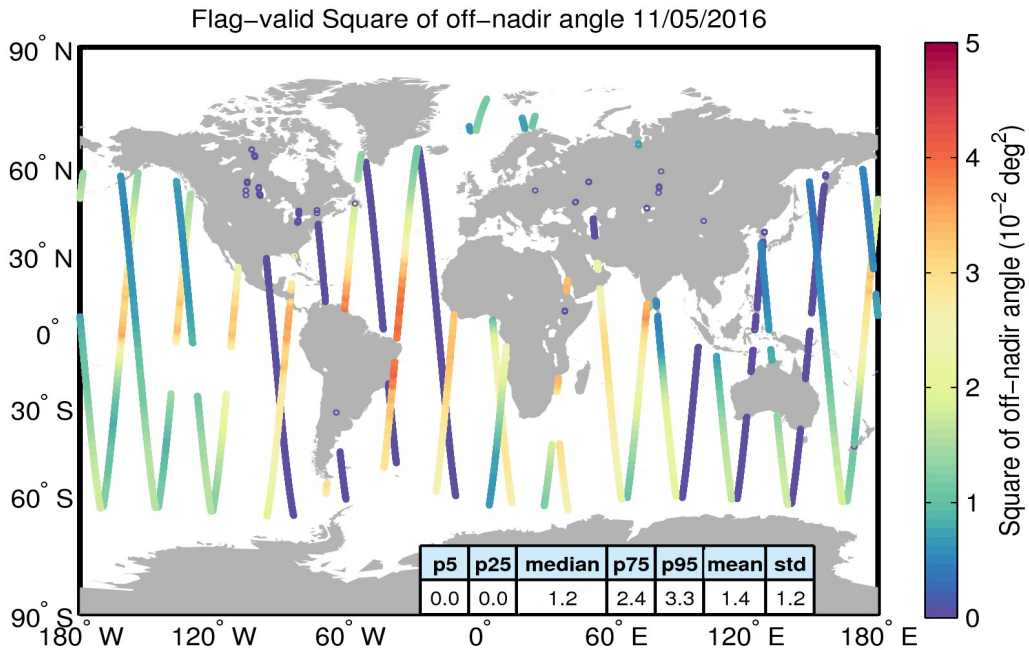 Flag−valid Square of off−nadir angle 11/05/2016
90° N
60° N
30° N
0°
30° S
60° S
90° S
180° W
120° W
60° W
0°
60° E
120° E
180° E
p5 p25 median p75 p95 mean std
0.0 0.0 1.2 2.4 3.3 1.4 1.2
5
4
3
2
1
0
Square of off−nadir angle (10⁻² deg²)